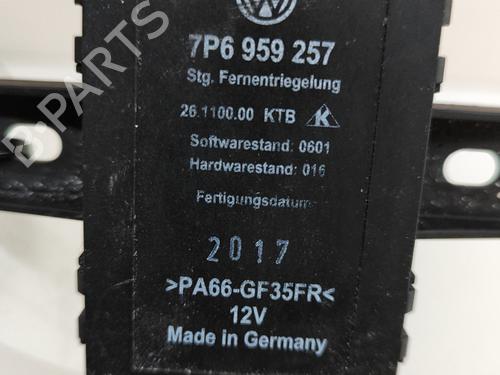 7P6 959 257
Stg. Fernentriegelung
26.1100.00 KTB K
Softwarestand: 0601
Hardwarestand: 016
Fertigungsdatum:
2017
>PA66-GF35FR<
12V
Made in Germany
B-PARTS